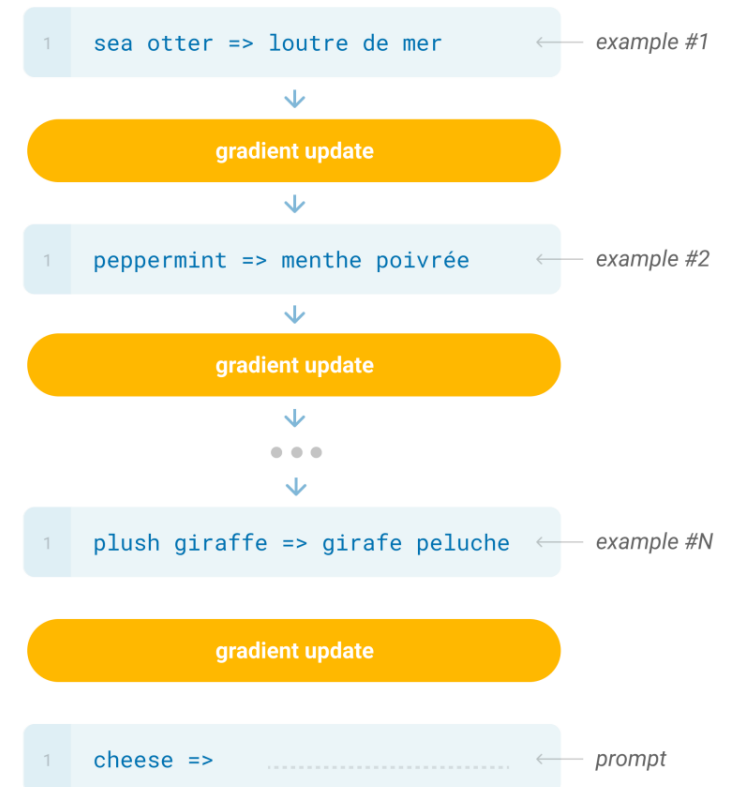 1 sea otter => loutre de mer example #1
gradient update
1 peppermint => menthe poivrée example #2
gradient update
1 plush giraffe => girafe peluche example #N
gradient update
1 cheese => prompt